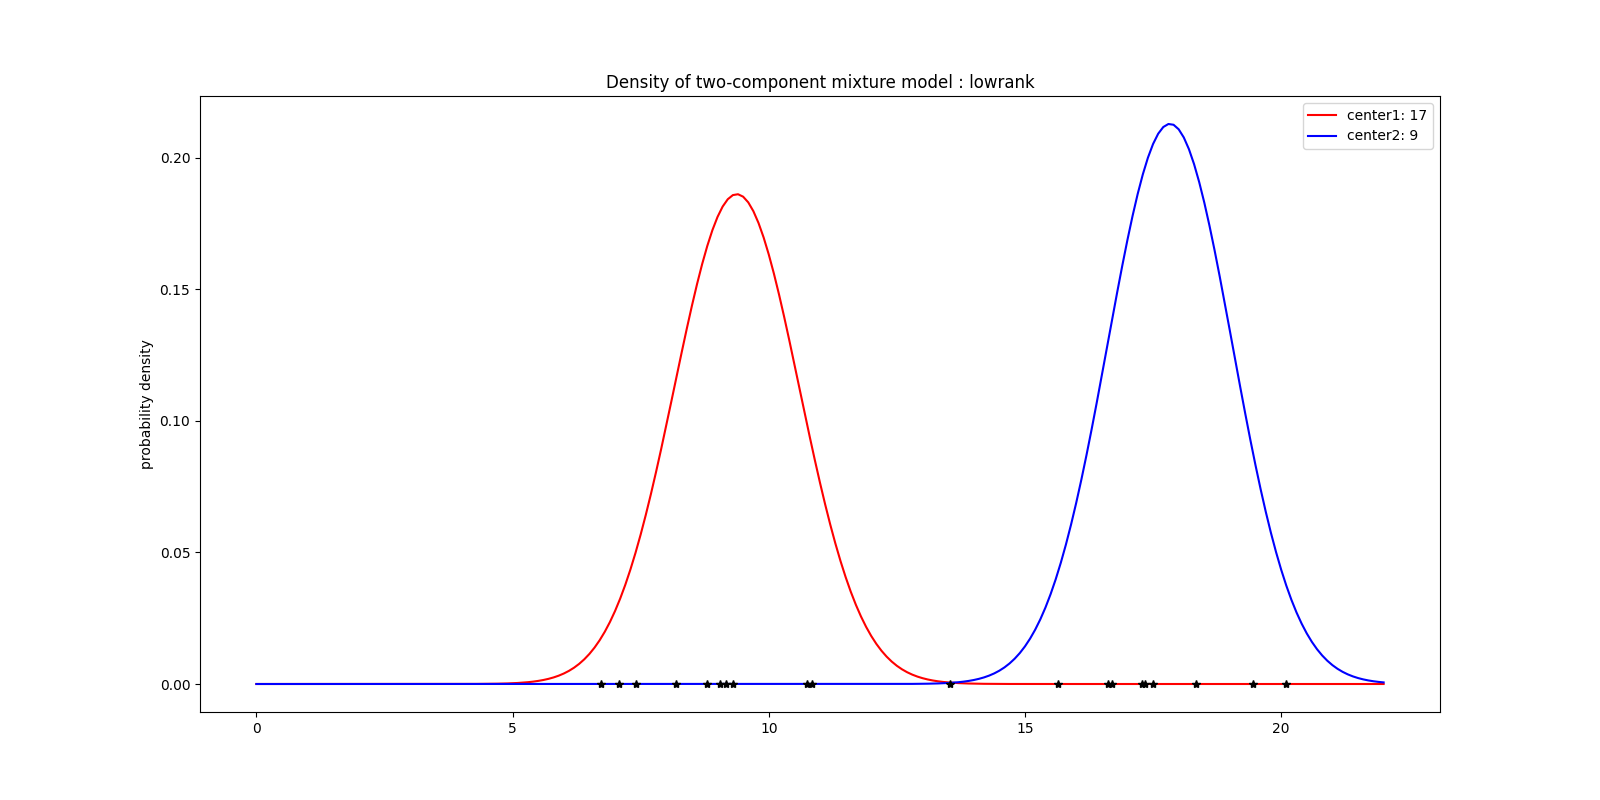 Density of two-component mixture model : lowrank
center1: 17
center2: 9
probability density
0.20
0.15
0.10
0.05
0.00
0 5 10 15 20